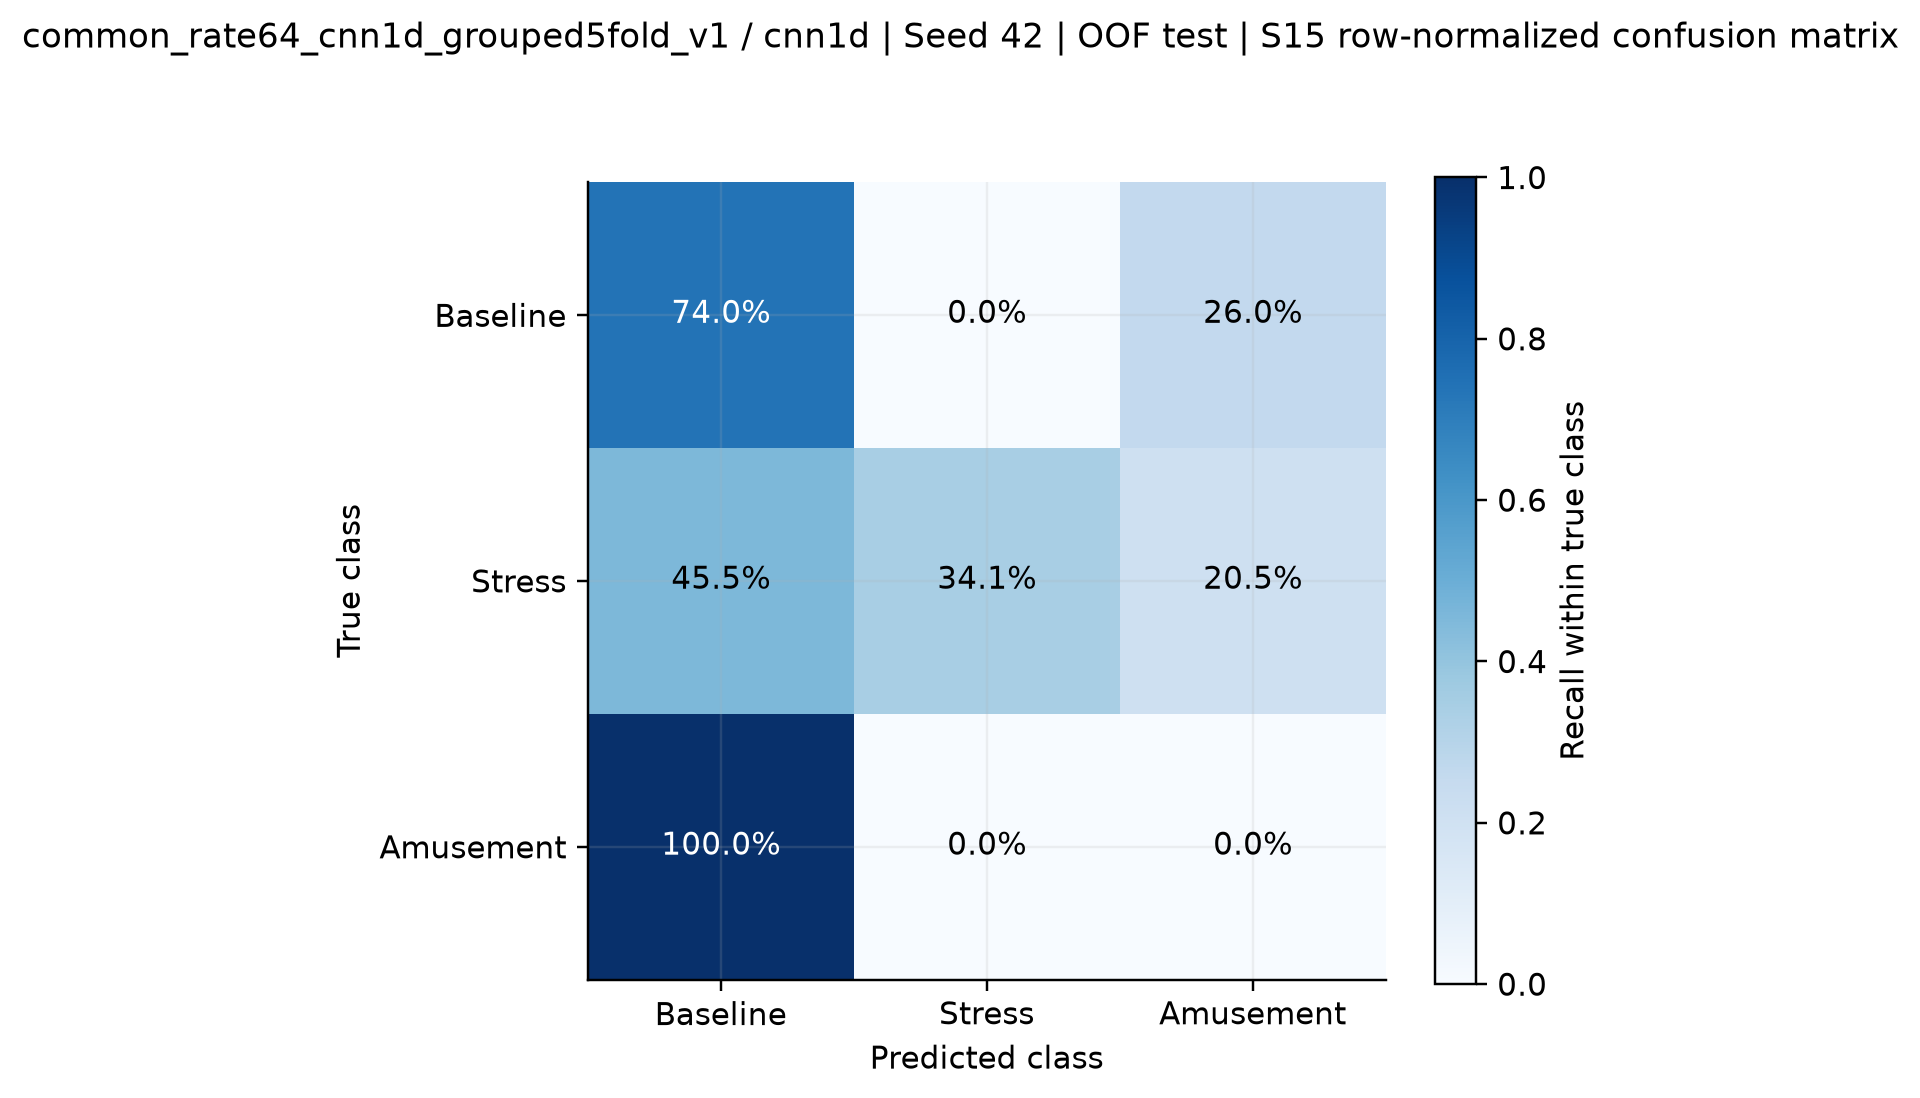 common_rate64_cnn1d_grouped5fold_v1 / cnn1d | Seed 42 | OOF test | S15 row-normalized confusion matrix
True class
Baseline
74.0%
0.0%
26.0%
Stress
45.5%
34.1%
20.5%
Amusement
100.0%
0.0%
0.0%
Baseline
Stress
Amusement
Predicted class
1.0
0.8
0.6
0.4
0.2
0.0
Recall within true class